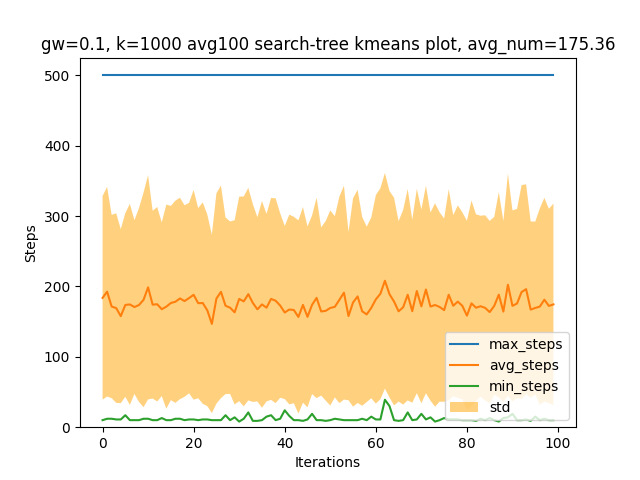 gw=0.1, k=1000 avg100 search-tree kmeans plot, avg_num=175.36
500
400
300
200
100
0
Steps
max_steps
avg_steps
min_steps
std
0
20
40
60
80
100
Iterations